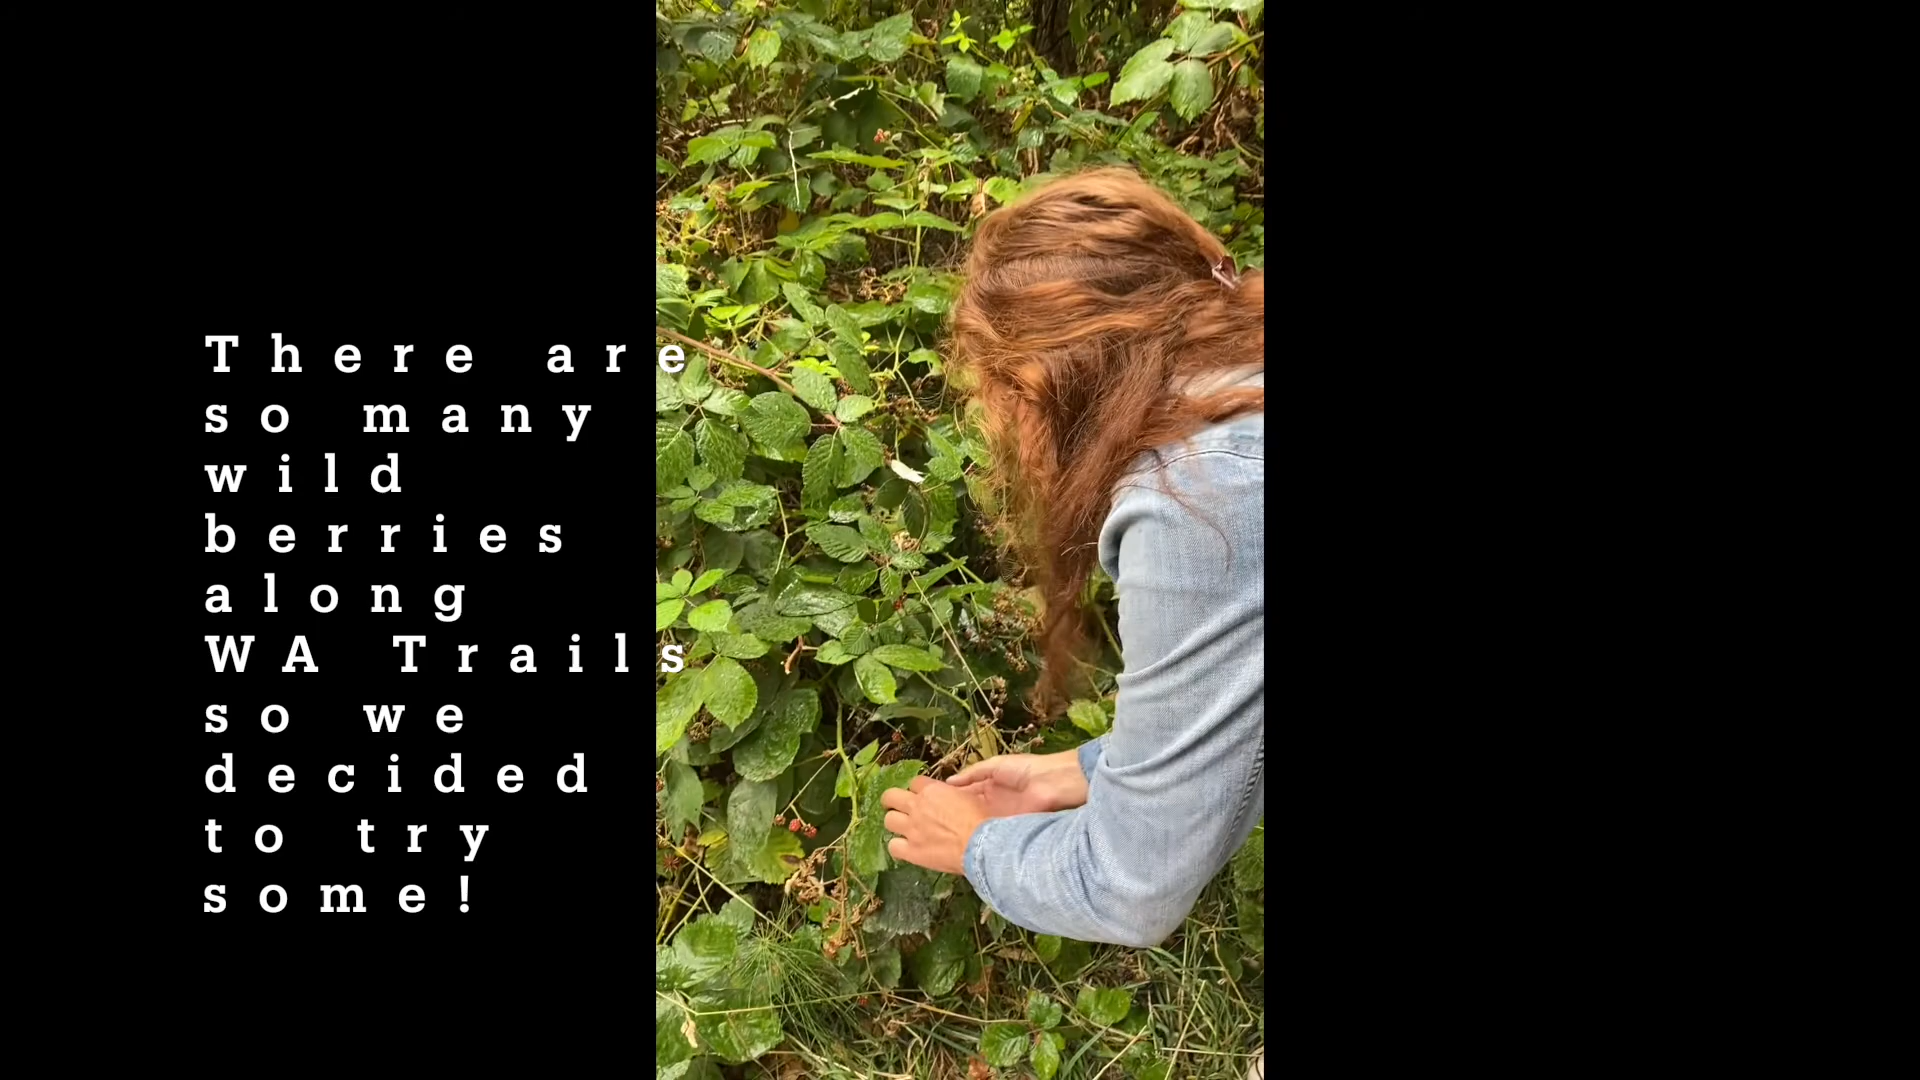 There are
so many
wild
berries
along
WA Trails
so we
decided
to try
some!